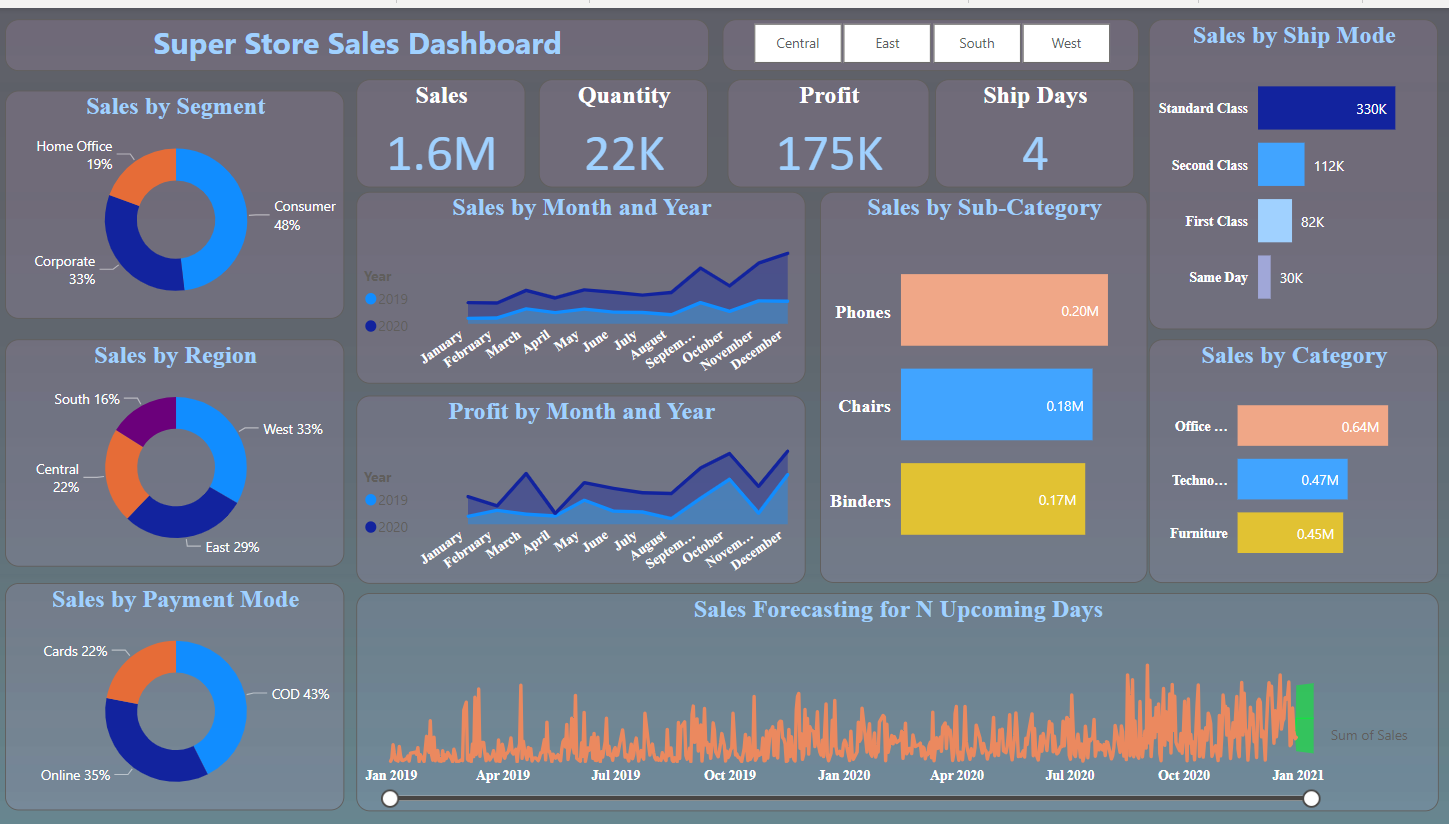 Super Store Sales Dashboard
Central
East
South
West
Sales by Ship Mode
Standard Class
330K
Second Class
112K
First Class
82K
Same Day
30K
Sales by Segment
Home Office
19%
Consumer
48%
Corporate
33%
Sales
1.6M
Quantity
22K
Profit
175K
Ship Days
4
Sales by Month and Year
Year
2019
2020
January
February
March
April
May
June
July
August
Septem...
October
November
December
Sales by Sub-Category
Phones
0.20M
Chairs
0.18M
Binders
0.17M
Sales by Region
South 16%
West 33%
Central
22%
East 29%
Profit by Month and Year
Year
2019
2020
January
February
March
April
May
June
July
August
Septem...
October
Novem...
December
Sales by Category
Office ...
0.64M
Techno...
0.47M
Furniture
0.45M
Sales by Payment Mode
Cards 22%
COD 43%
Online 35%
Sales Forecasting for N Upcoming Days
Sum of Sales
Jan 2019
Apr 2019
Jul 2019
Oct 2019
Jan 2020
Apr 2020
Jul 2020
Oct 2020
Jan 2021